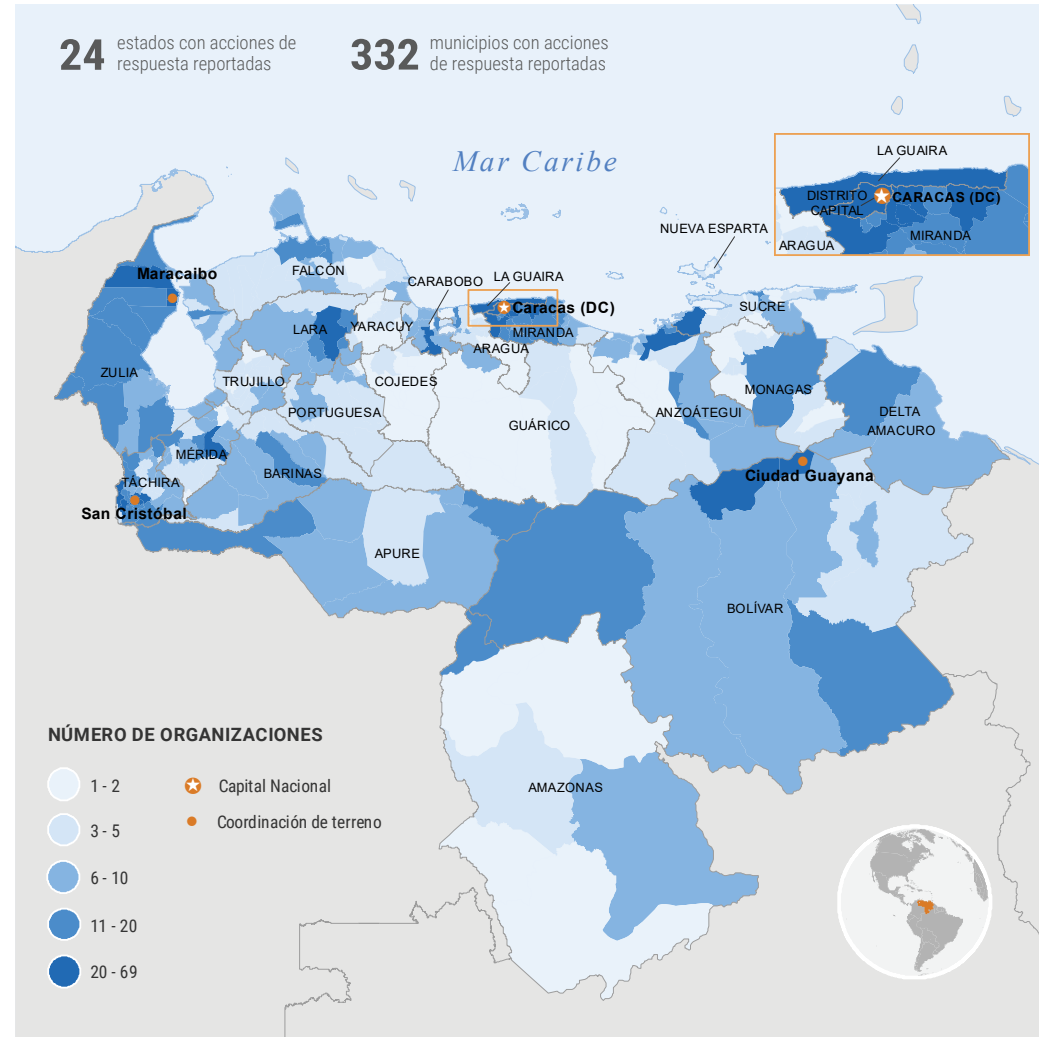 24 estados con acciones de
respuesta reportadas
332 municipios con acciones
de respuesta reportadas
Mar Caribe
LA GUAIRA
DISTRITO
CAPITAL
CARACAS (DC)
MIRANDA
ARAGUA
NUEVA ESPARTA
Maracaibo
FALCÓN
CARABOBO
LA GUAIRA
Caracas (DC)
SUCRE
LARA
YARACUY
MIRANDA
ARAGUA
ZULIA
TRUJILLO
COJEDES
MONAGAS
PORTUGUESA
GUÁRICO
ANZOÁTEGUI
DELTA
AMACURO
MÉRIDA
BARINAS
TÁCHIRA
Ciudad Guayana
San Cristóbal
APURE
BOLÍVAR
AMAZONAS
NÚMERO DE ORGANIZACIONES
1 - 2
3 - 5
6 - 10
11 - 20
20 - 69
Capital Nacional
Coordinación de terreno